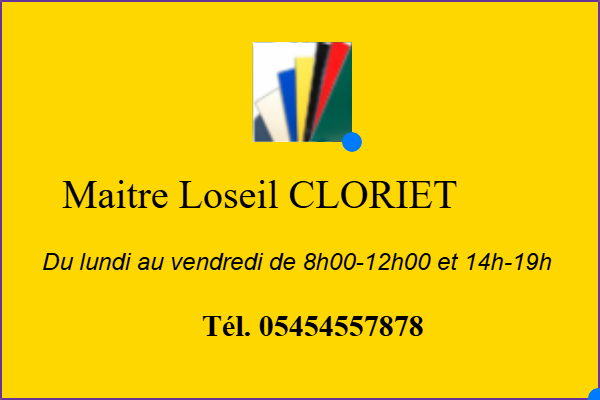 Maitre Loseil CLORIET
Du lundi au vendredi de 8h00-12h00 et 14h-19h
Tél. 05454557878